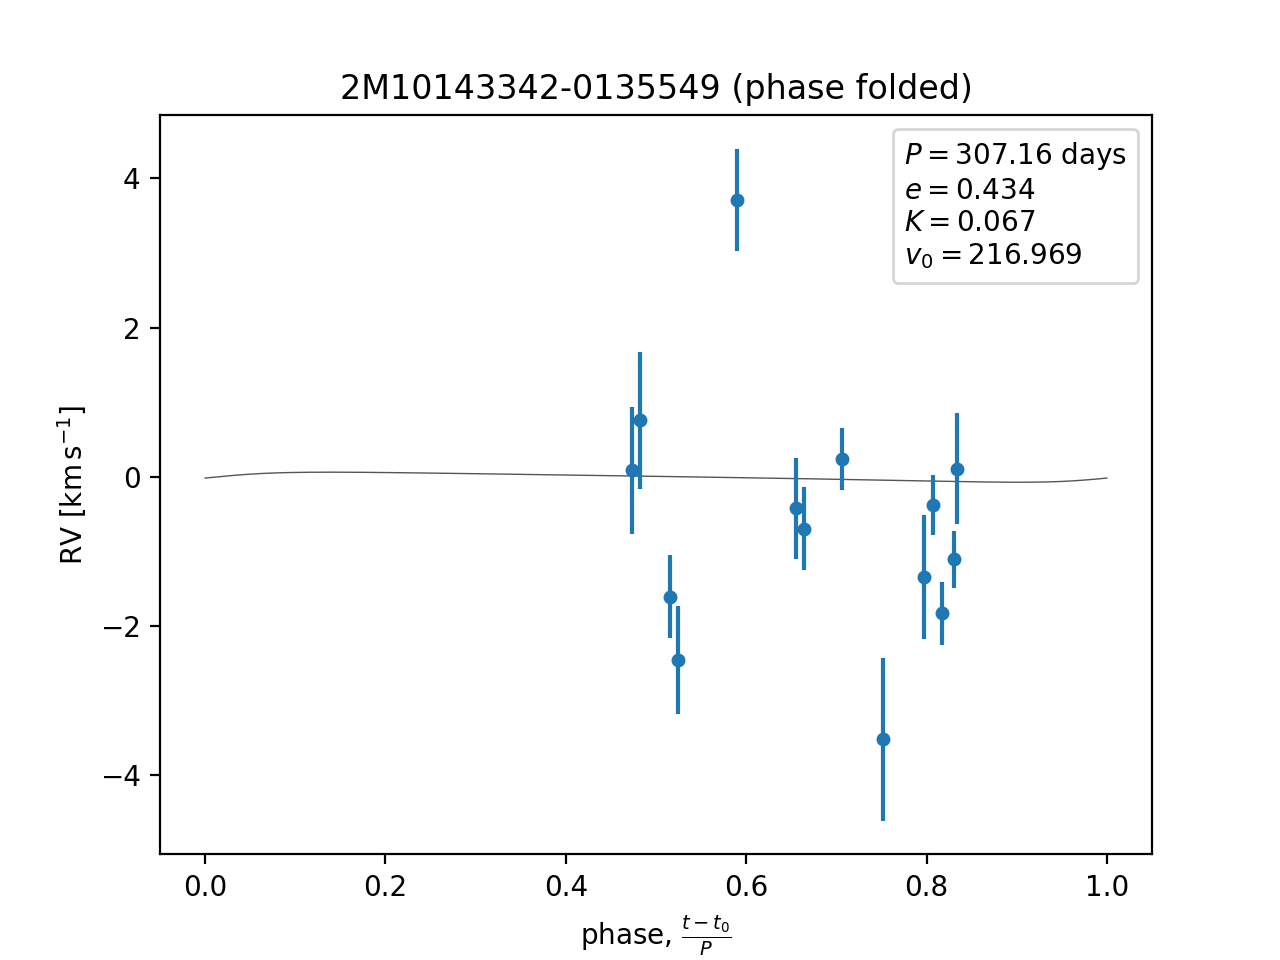 2M10143342-0135549 (phase folded)
P = 307.16 days
e = 0.434
K = 0.067
v₀ = 216.969
4
2
0
−2
−4
RV [km s⁻¹]
0.0 0.2 0.4 0.6 0.8 1.0
phase, (t − t₀)/P